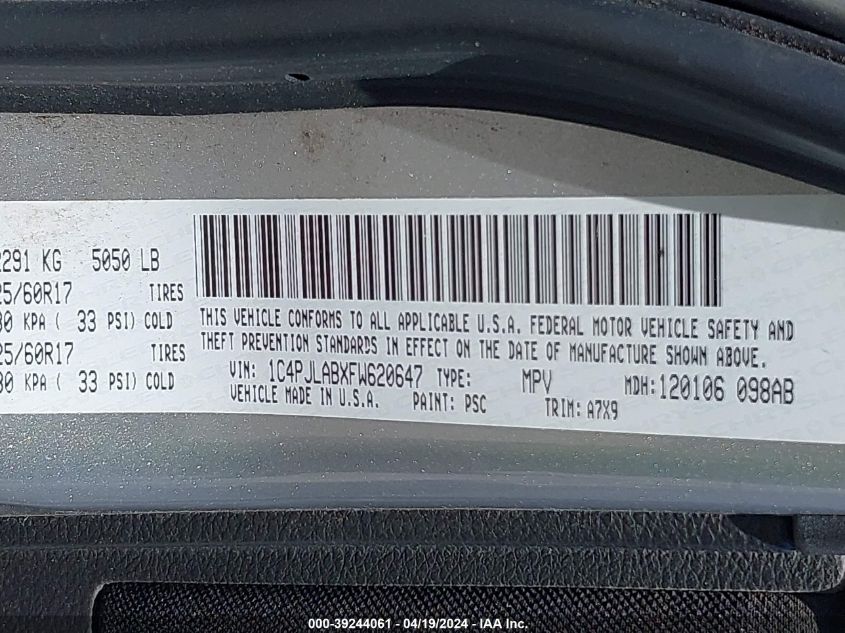 2291 KG 5050 LB
25/60R17 TIRES
30 KPA ( 33 PSI) COLD
25/60R17 TIRES
30 KPA ( 33 PSI) COLD
THIS VEHICLE CONFORMS TO ALL APPLICABLE U.S.A. FEDERAL MOTOR VEHICLE SAFETY AND
THEFT PREVENTION STANDARDS IN EFFECT ON THE DATE OF MANUFACTURE SHOWN ABOVE.
VIN: 1C4PJLABXFW620647 TYPE: MPV MDH: 120106 098AB
VEHICLE MADE IN U.S.A. PAINT: PSC TRIM: A7X9
000-39244061 - 04/19/2024 - IAA Inc.